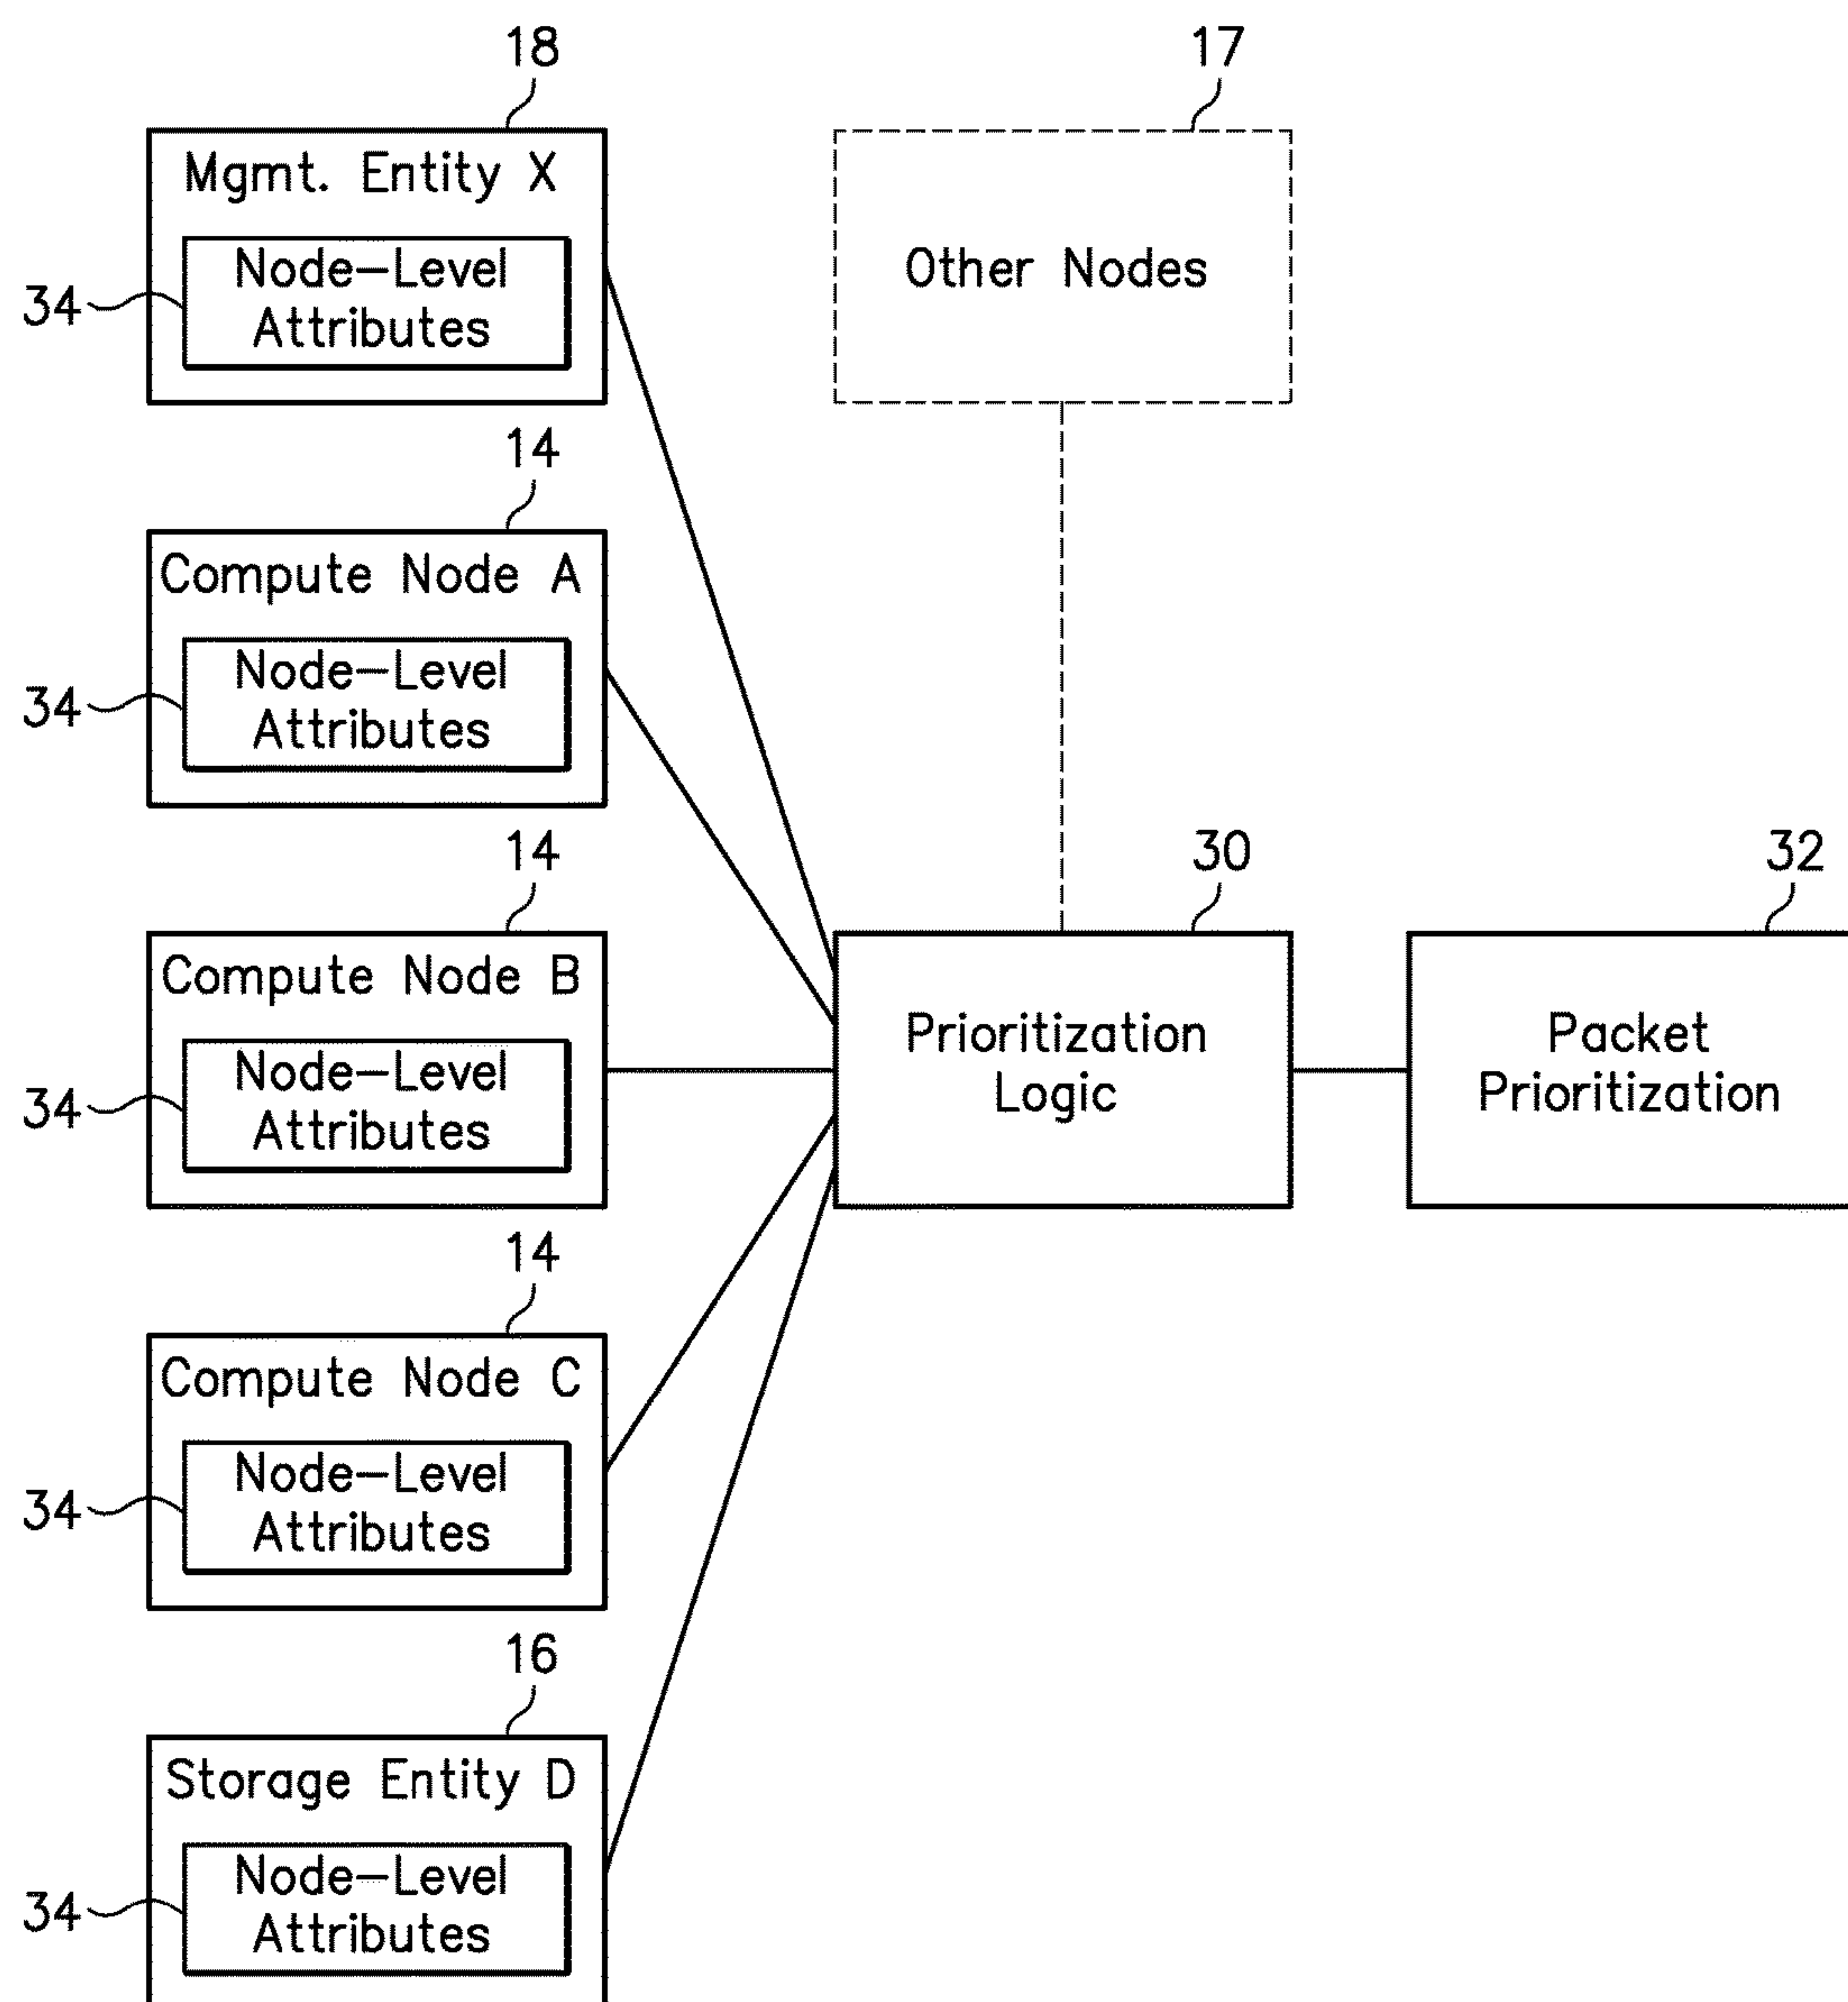 18
Mgmt. Entity X
Node-Level
Attributes
34
17
Other Nodes
14
Compute Node A
Node-Level
Attributes
34
14
Compute Node B
Node-Level
Attributes
34
30
Prioritization
Logic
32
Packet
Prioritization
14
Compute Node C
Node-Level
Attributes
34
16
Storage Entity D
Node-Level
Attributes
34